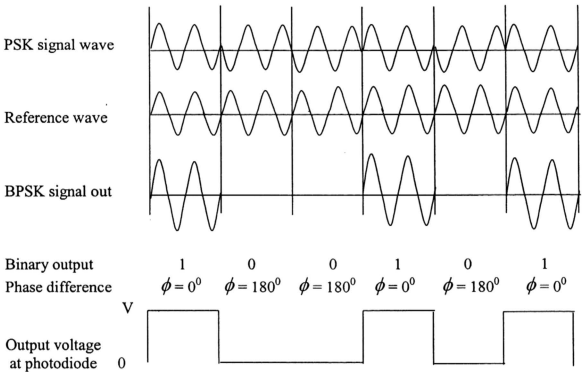 PSK signal wave
Reference wave
BPSK signal out
Binary output 1 0 0 1 0 1
Phase difference ϕ = 0⁰ ϕ = 180⁰ ϕ = 180⁰ ϕ = 0⁰ ϕ = 180⁰ ϕ = 0⁰
V
Output voltage
at photodiode 0